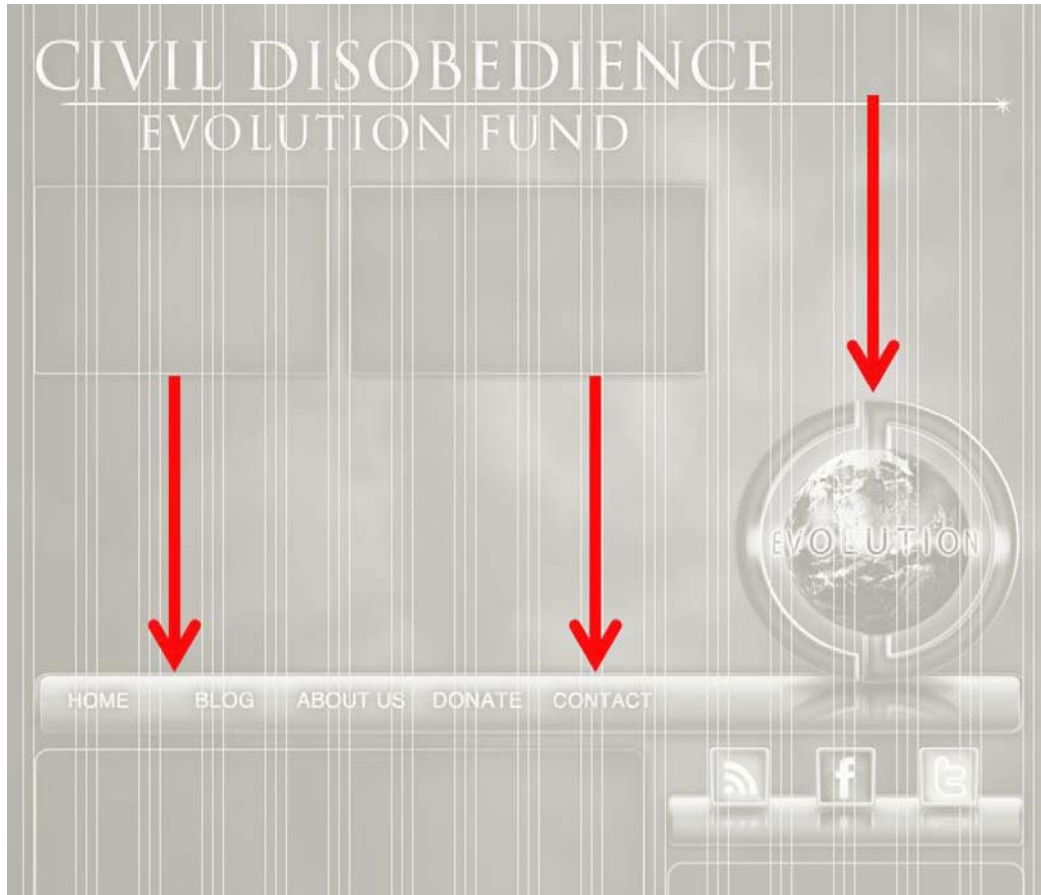 CIVIL DISOBEDIENCE
EVOLUTION FUND
EVOLUTION
HOME BLOG ABOUT US DONATE CONTACT
f
t